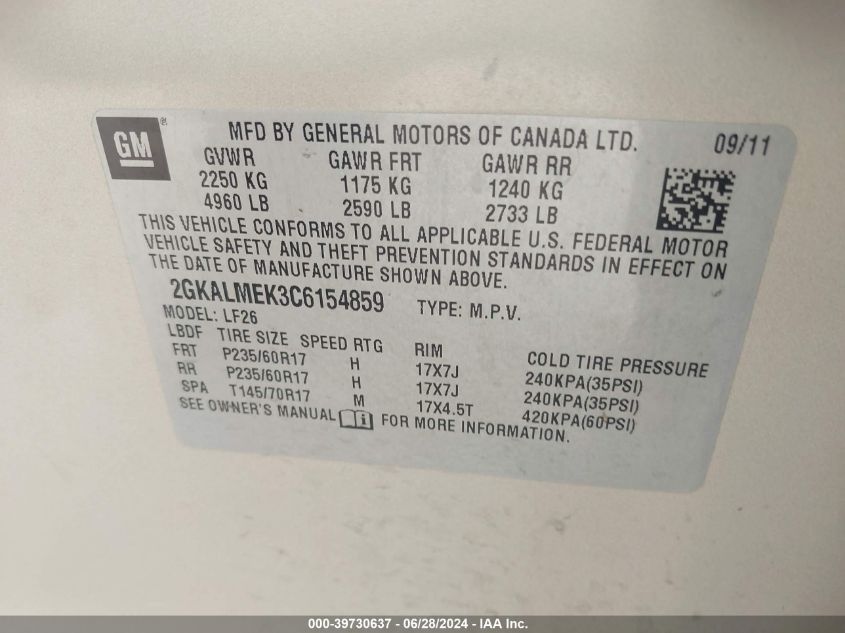 GM ® MFD BY GENERAL MOTORS OF CANADA LTD. 09/11
GVWR GAWR FRT GAWR RR
2250 KG 1175 KG 1240 KG
4960 LB 2590 LB 2733 LB
THIS VEHICLE CONFORMS TO ALL APPLICABLE U.S. FEDERAL MOTOR
VEHICLE SAFETY AND THEFT PREVENTION STANDARDS IN EFFECT ON
THE DATE OF MANUFACTURE SHOWN ABOVE.
2GKALMEK3C6154859 TYPE: M.P.V.
MODEL: LF26
LBDF TIRE SIZE SPEED RTG RIM COLD TIRE PRESSURE
FRT P235/60R17 H 17X7J 240KPA(35PSI)
RR P235/60R17 H 17X7J 240KPA(35PSI)
SPA T145/70R17 M 17X4.5T 420KPA(60PSI)
SEE OWNER'S MANUAL i FOR MORE INFORMATION.
000-39730637 - 06/28/2024 - IAA Inc.